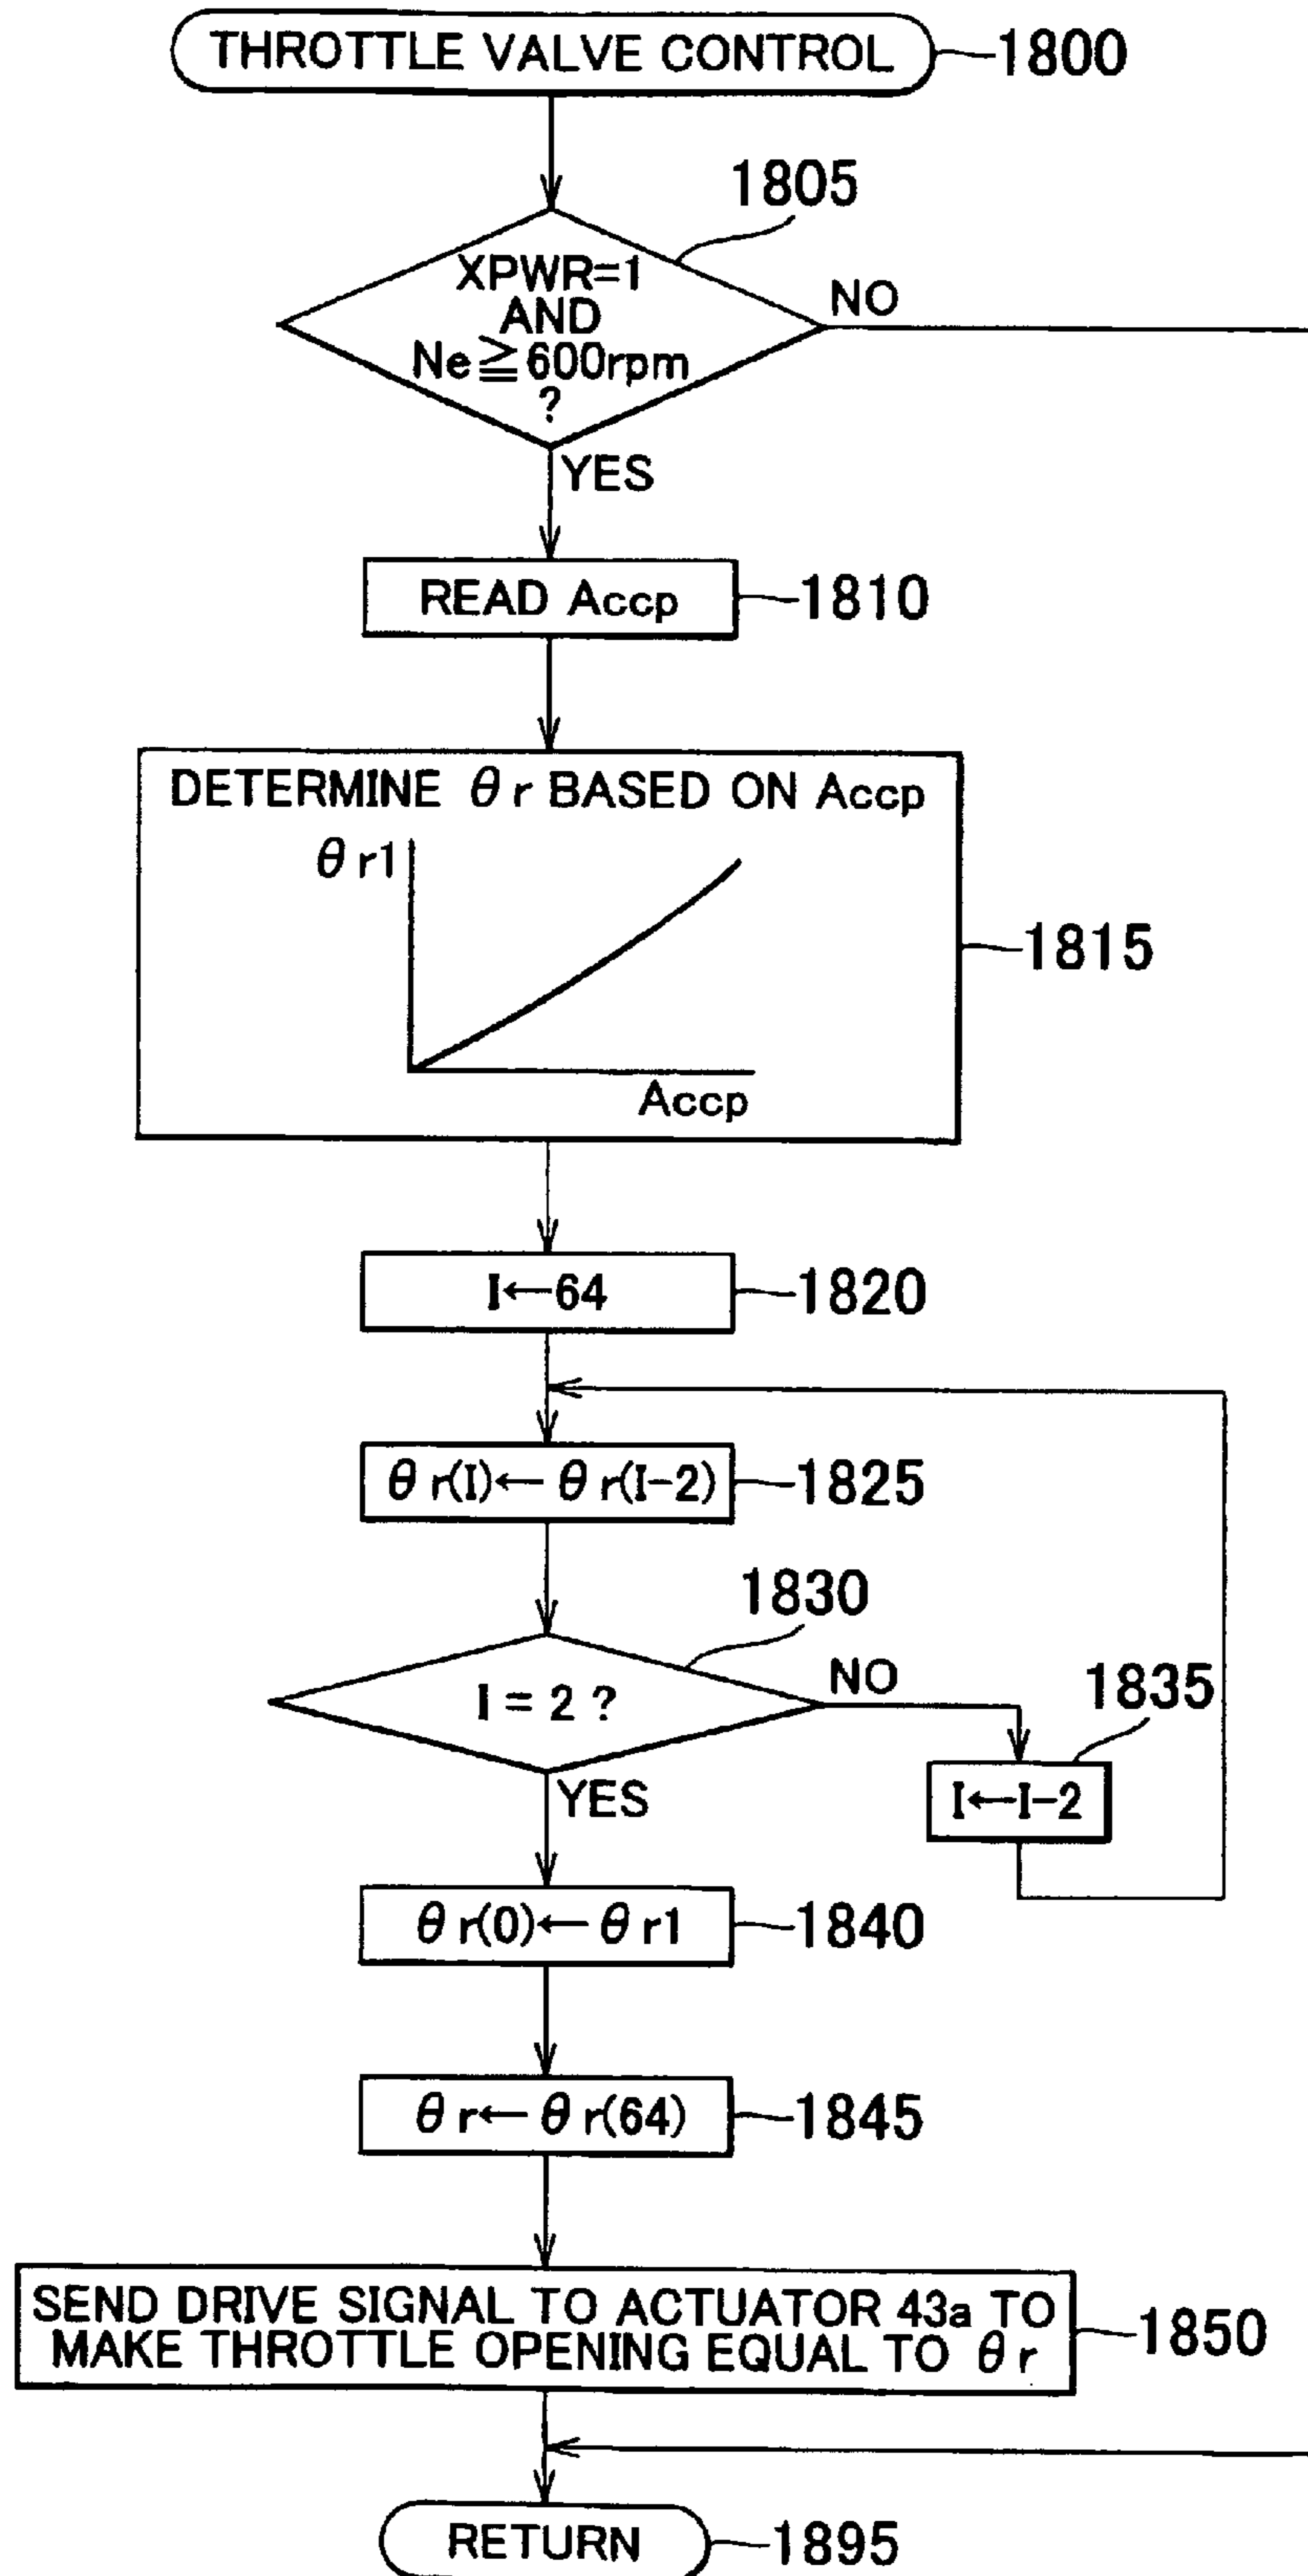 THROTTLE VALVE CONTROL
1800
1805
XPWR=1
AND
Ne≧600rpm
?
NO
YES
READ Accp
1810
DETERMINE θr BASED ON Accp
θr1
Accp
1815
I←64
1820
θr(I)←θr(I-2)
1825
1830
I = 2 ?
NO
1835
I←I-2
YES
θr(0)←θr1
1840
θr←θr(64)
1845
SEND DRIVE SIGNAL TO ACTUATOR 43a TO
MAKE THROTTLE OPENING EQUAL TO θr
1850
RETURN
1895